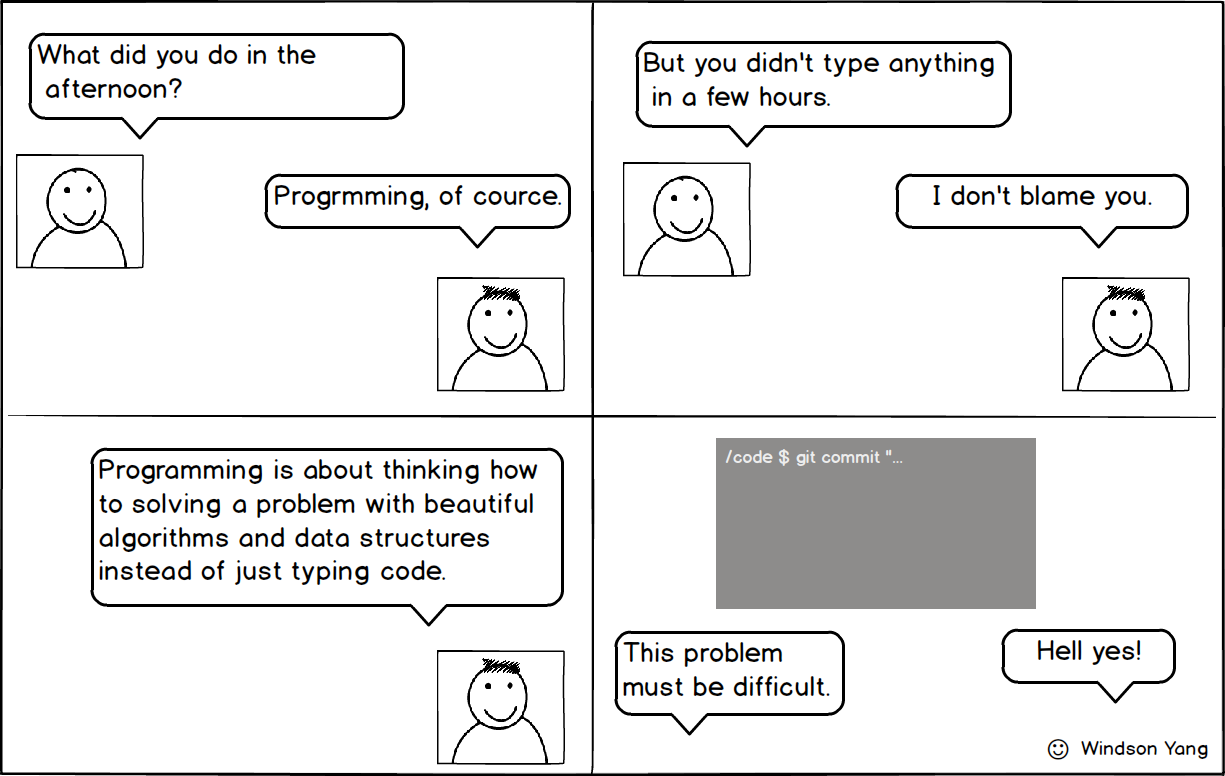 What did you do in the
afternoon?
Progrmming, of cource.
But you didn't type anything
in a few hours.
I don't blame you.
Programming is about thinking how
to solving a problem with beautiful
algorithms and data structures
instead of just typing code.
/code $ git commit "...
This problem
must be difficult.
Hell yes!
Windson Yang